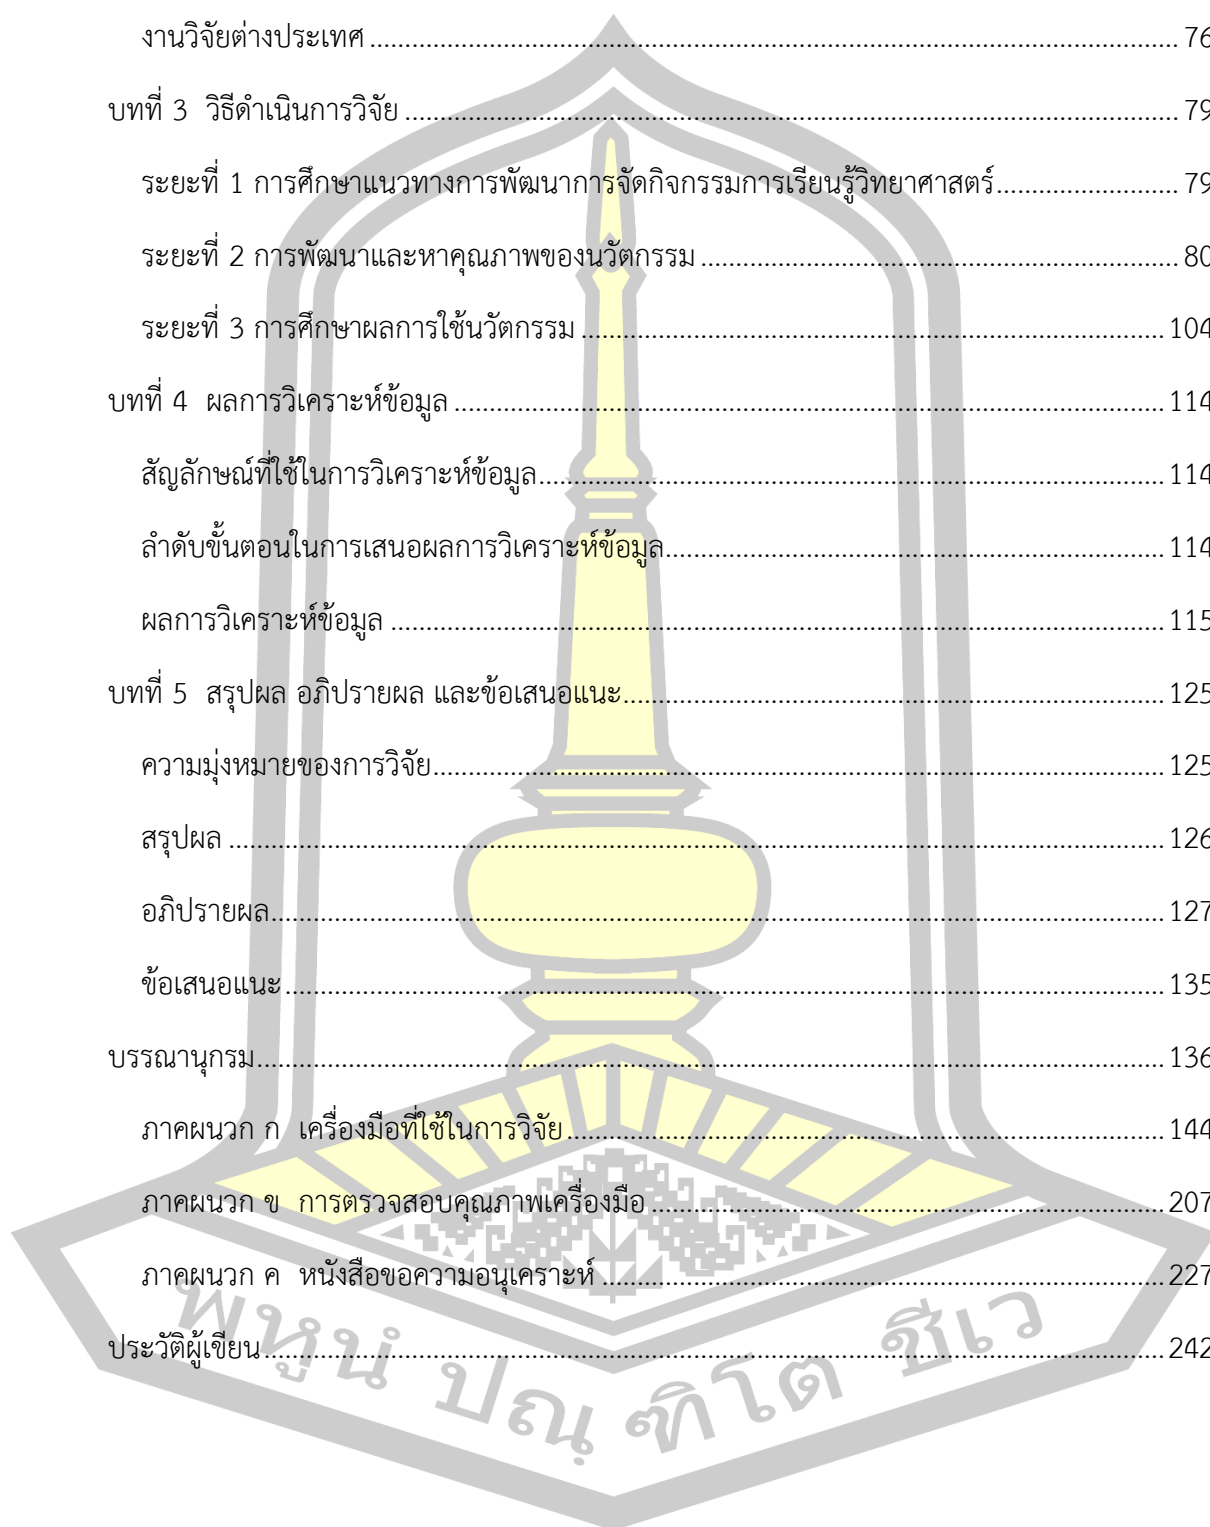 งานวิจัยต่างประเทศ 76
บทที่ 3 วิธีดำเนินการวิจัย 79
ระยะที่ 1 การศึกษาแนวทางการพัฒนาการจัดกิจกรรมการเรียนรู้วิทยาศาสตร์ 79
ระยะที่ 2 การพัฒนาและหาคุณภาพของนวัตกรรม 80
ระยะที่ 3 การศึกษาผลการใช้นวัตกรรม 104
บทที่ 4 ผลการวิเคราะห์ข้อมูล 114
สัญลักษณ์ที่ใช้ในการวิเคราะห์ข้อมูล 114
ลำดับขั้นตอนในการเสนอผลการวิเคราะห์ข้อมูล 114
ผลการวิเคราะห์ข้อมูล 115
บทที่ 5 สรุปผล อภิปรายผล และข้อเสนอแนะ 125
ความมุ่งหมายของการวิจัย 125
สรุปผล 126
อภิปรายผล 127
ข้อเสนอแนะ 135
บรรณานุกรม 136
ภาคผนวก ก เครื่องมือที่ใช้ในการวิจัย 144
ภาคผนวก ข การตรวจสอบคุณภาพเครื่องมือ 207
ภาคผนวก ค หนังสือขอความอนุเคราะห์ 227
ประวัติผู้เขียน 242
พหูนํ ปณฺฑิโต ชีเว